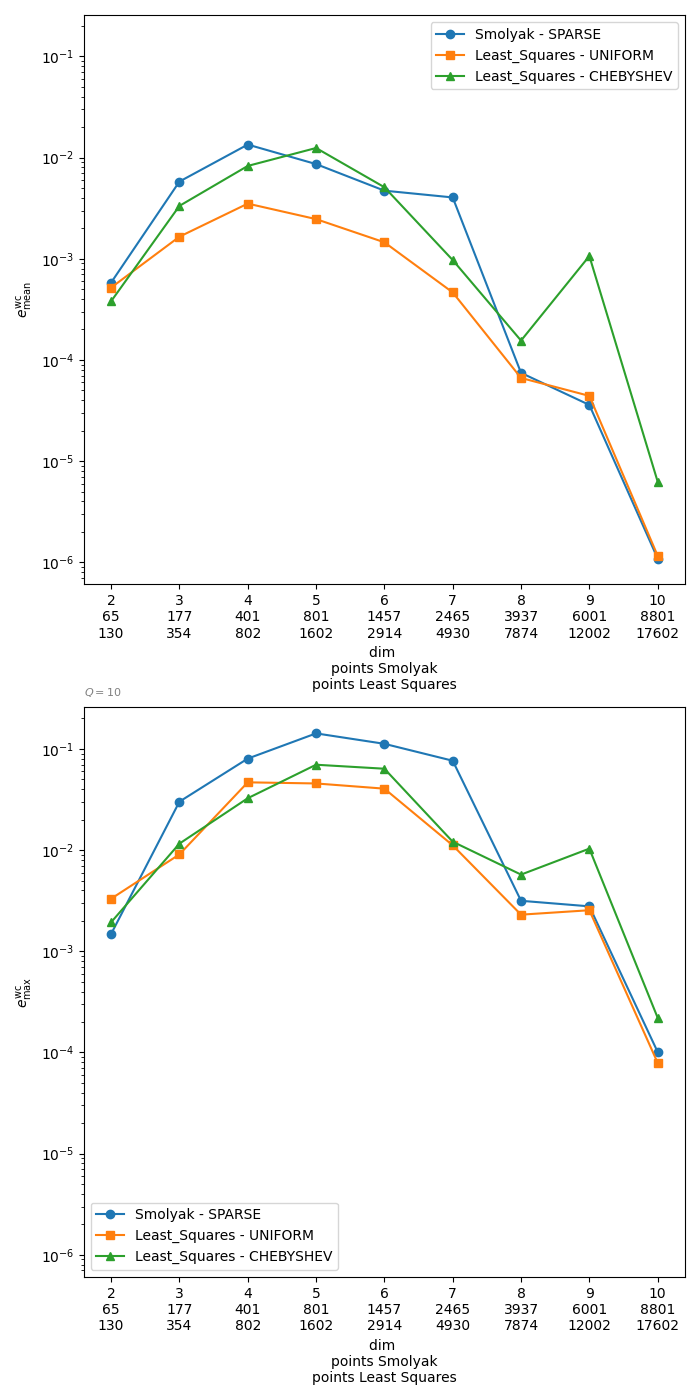 Smolyak - SPARSE
Least_Squares - UNIFORM
Least_Squares - CHEBYSHEV
10⁻¹
10⁻²
10⁻³
10⁻⁴
10⁻⁵
10⁻⁶
e^wc_mean
2 3 4 5 6 7 8 9 10
65 177 401 801 1457 2465 3937 6001 8801
130 354 802 1602 2914 4930 7874 12002 17602
dim
points Smolyak
points Least Squares
Q = 10
10⁻¹
10⁻²
10⁻³
10⁻⁴
10⁻⁵
10⁻⁶
e^wc_max
Smolyak - SPARSE
Least_Squares - UNIFORM
Least_Squares - CHEBYSHEV
2 3 4 5 6 7 8 9 10
65 177 401 801 1457 2465 3937 6001 8801
130 354 802 1602 2914 4930 7874 12002 17602
dim
points Smolyak
points Least Squares